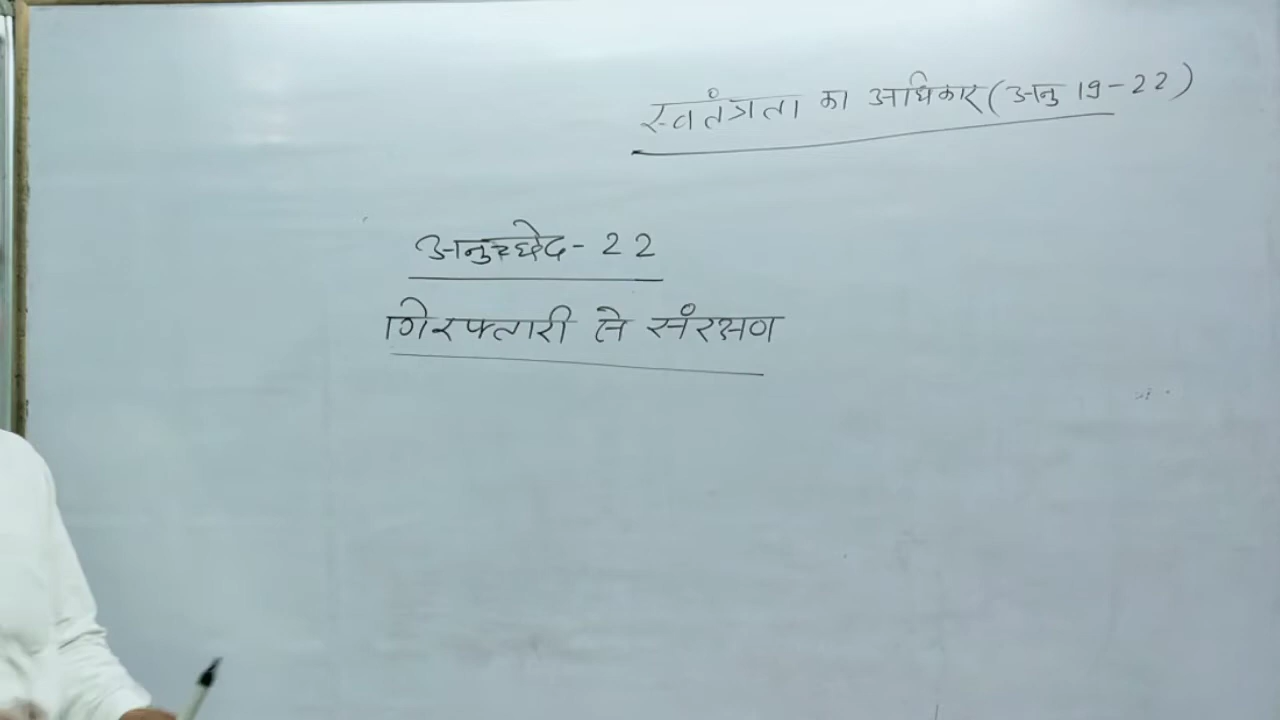 स्वतंत्रता का अधिकार (अनु 19-22)
अनुच्छेद- 22
गिरफ्तारी से संरक्षण